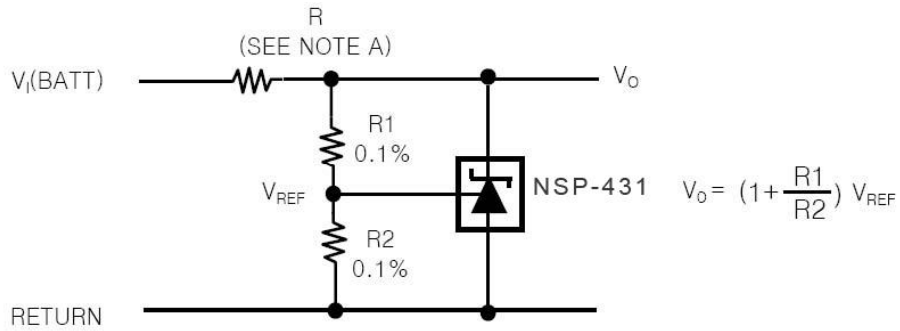 R
(SEE NOTE A)
V_I(BATT)
V_O
R1
0.1%
V_REF
NSP-431
V_O = (1+ R1/R2) V_REF
R2
0.1%
RETURN